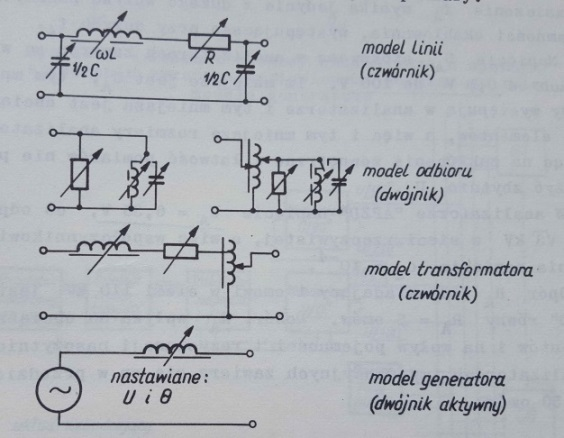 ωL
R
½C
½C
model linii
(czwórnik)
model odbioru
(dwójnik)
model transformatora
(czwórnik)
nastawiane:
U i Θ
~
model generatora
(dwójnik aktywny)